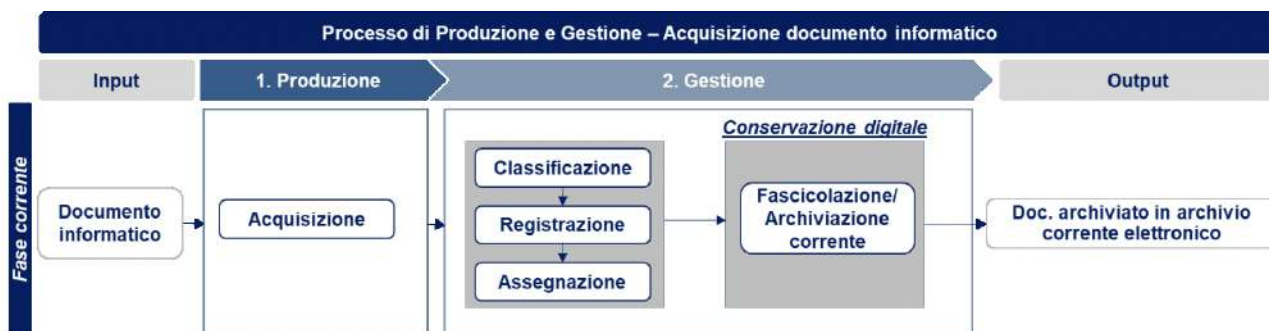 Processo di Produzione e Gestione – Acquisizione documento informatico
Input
1. Produzione
2. Gestione
Output
Fase corrente
Documento
informatico
Acquisizione
Classificazione
Registrazione
Assegnazione
Conservazione digitale
Fascicolazione/
Archiviazione
corrente
Doc. archiviato in archivio
corrente elettronico